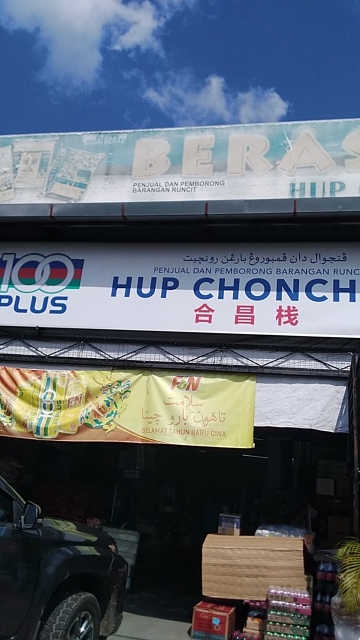 BERAS
PENJUAL DAN PEMBORONG
BARANGAN RUNCIT
HUP
100
PLUS
ڤنجوال دان ڤمبوروڠ بارڠن رونچيت
PENJUAL DAN PEMBORONG BARANGAN RUNC
HUP CHONCH
合昌栈
F&N
سلامت
تاهون بارو چينا
SELAMAT TAHUN BARU CINA